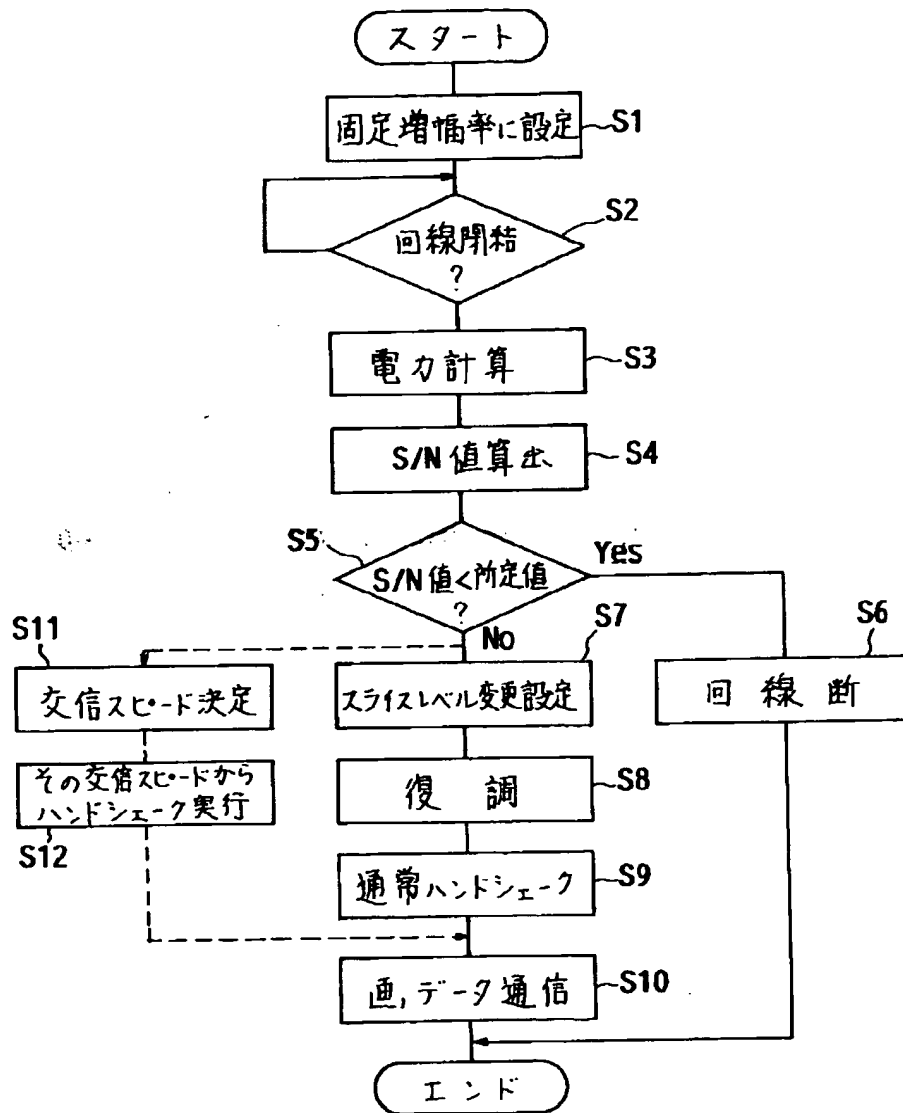 スタート
固定増幅率に設定
S1
S2
回線閉結
?
電力計算
S3
S/N値算出
S4
S5
S/N値<所定値
?
Yes
No
S11
交信スピード決定
S7
スライスレベル変更設定
S6
回線断
その交信スピードから
ハンドシェーク実行
S12
復調
S8
通常ハンドシェーク
S9
画,データ通信
S10
エンド